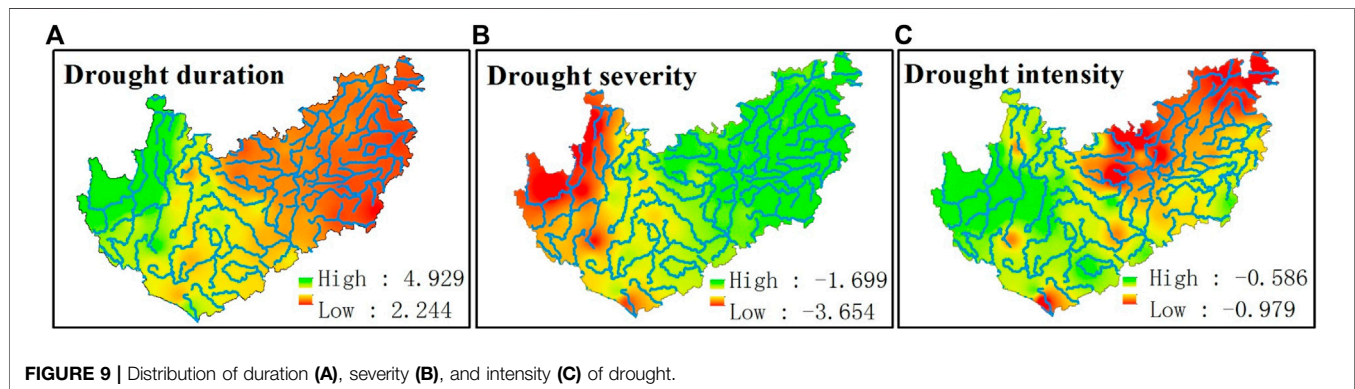 A
Drought duration
High : 4.929
Low : 2.244
B
Drought severity
High : -1.699
Low : -3.654
C
Drought intensity
High : -0.586
Low : -0.979
FIGURE 9 | Distribution of duration (A), severity (B), and intensity (C) of drought.